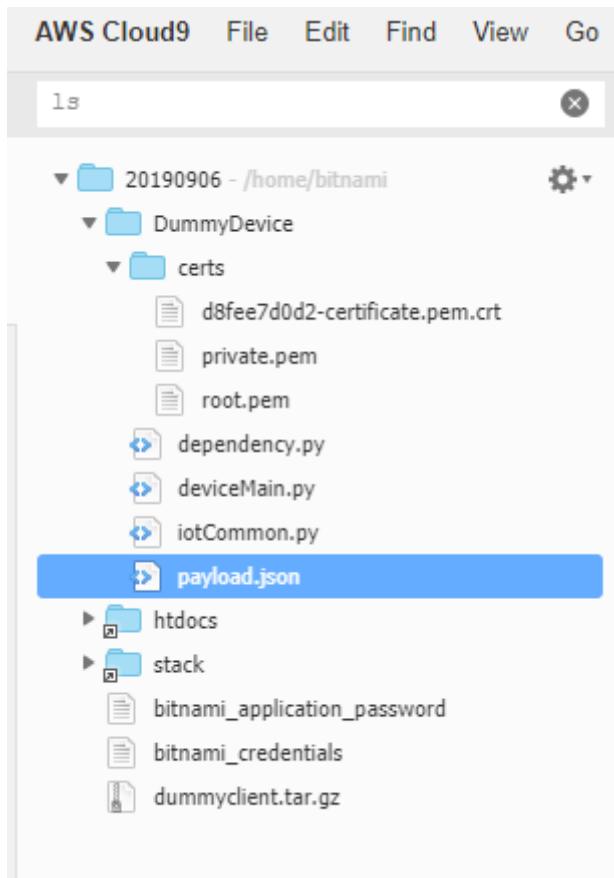 AWS Cloud9 File Edit Find View Go
ls
20190906 - /home/bitnami
DummyDevice
certs
d8fee7d0d2-certificate.pem.crt
private.pem
root.pem
dependency.py
deviceMain.py
iotCommon.py
payload.json
htdocs
stack
bitnami_application_password
bitnami_credentials
dummyclient.tar.gz